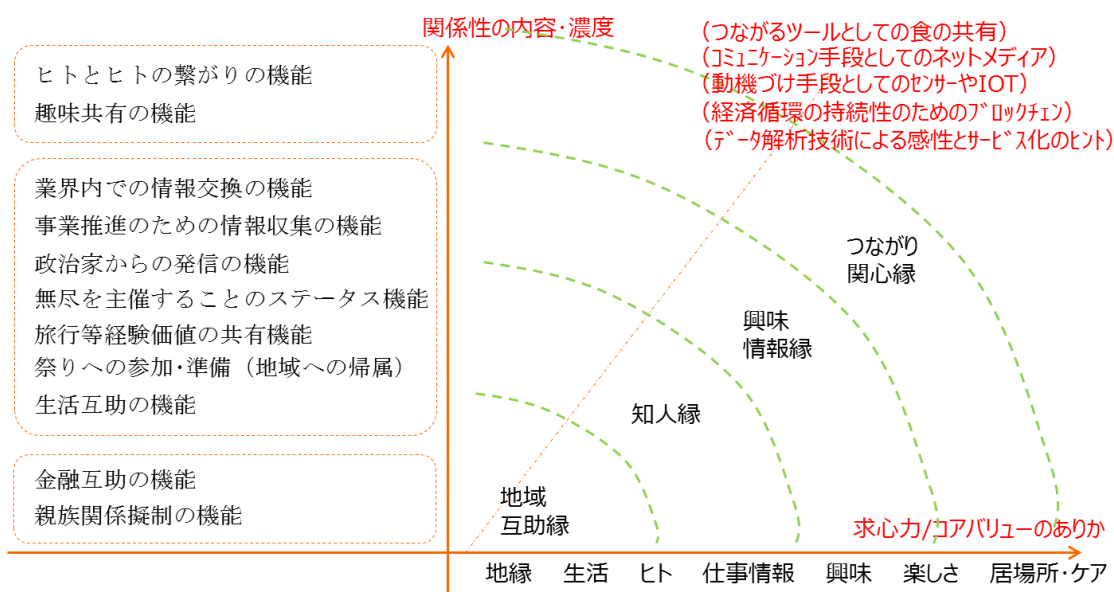 関係性の内容・濃度
(つながるツールとしての食の共有)
(コミュニケーション手段としてのネットメディア)
(動機づけ手段としてのセンサーやIOT)
(経済循環の持続性のためのブロックチェン)
(データ解析技術による感性とサービス化のヒント)
ヒトとヒトの繋がりの機能
趣味共有の機能
業界内での情報交換の機能
事業推進のための情報収集の機能
政治家からの発信の機能
無尽を主催することのステータス機能
旅行等経験価値の共有機能
祭りへの参加・準備（地域への帰属）
生活互助の機能
金融互助の機能
親族関係擬制の機能
つながり
関心縁
興味
情報縁
知人縁
地域
互助縁
求心力/コアバリューのありか
地縁 生活 ヒト 仕事情報 興味 楽しさ 居場所・ケア